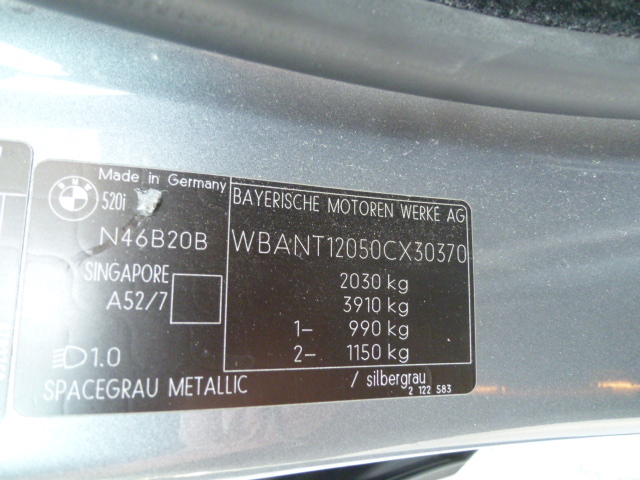 Made in Germany
BMW
520i
N46B20B
SINGAPORE
A52/7
1.0
SPACEGRAU METALLIC
BAYERISCHE MOTOREN WERKE AG
WBANT12050CX30370
2030 kg
3910 kg
1- 990 kg
2- 1150 kg
/ silbergrau
2 122 583